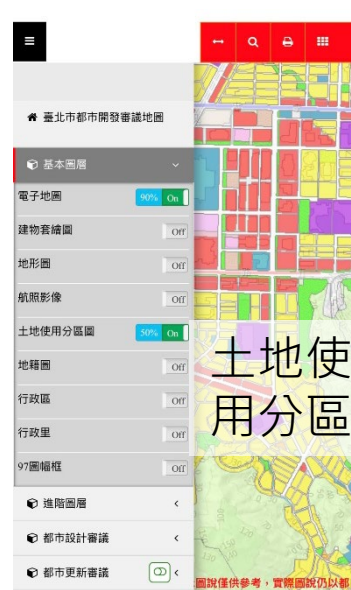 臺北市都市開發審議地圖
基本圖層
電子地圖 90% On
建物套繪圖 Off
地形圖 Off
航照影像 Off
土地使用分區圖 50% On
地籍圖 Off
行政區 Off
行政里 Off
97圖幅框 Off
進階圖層
都市設計審議
都市更新審議
土地使
用分區
圖說僅供參考，實際圖說仍以都